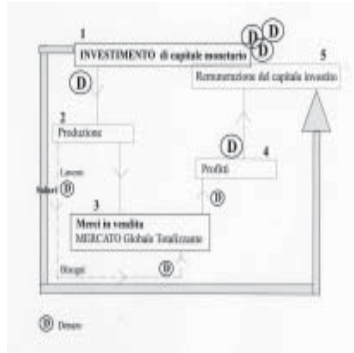 1
INVESTIMENTO di capitale monetario
D
D
D
D
5
Remunerazione del capitale investito
2
Produzione
D
4
Profitti
Lavoro
Salari D
D
3
Merci in vendita
MERCATO Globale Totalizzante
Bisogni
D
D Denaro